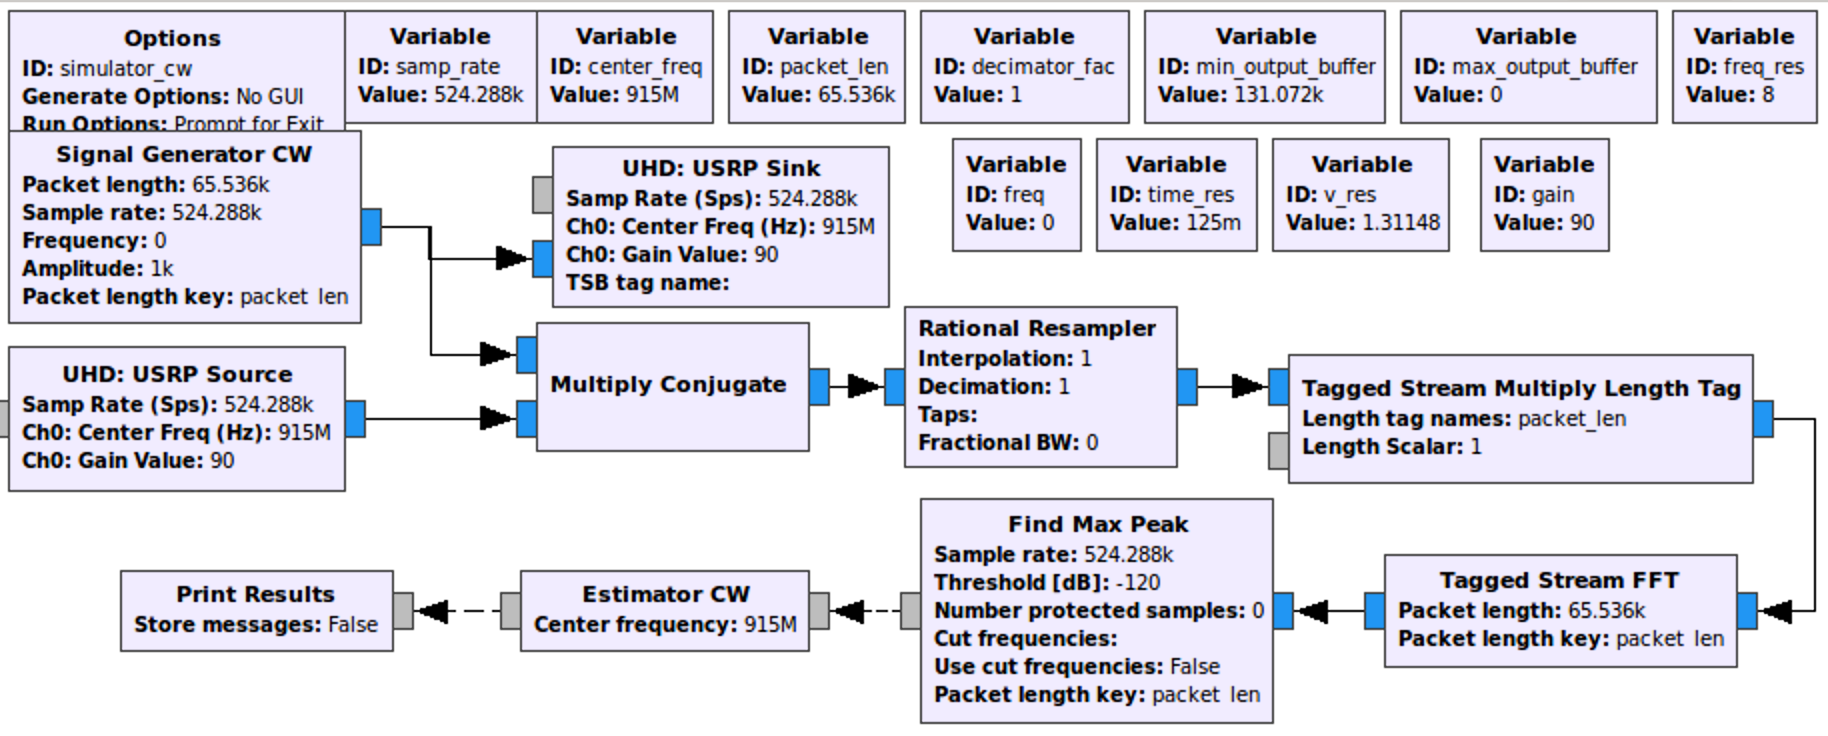 Options
ID: simulator_cw
Generate Options: No GUI
Run Options: Prompt for Exit
Variable
ID: samp_rate
Value: 524.288k
Variable
ID: center_freq
Value: 915M
Variable
ID: packet_len
Value: 65.536k
Variable
ID: decimator_fac
Value: 1
Variable
ID: min_output_buffer
Value: 131.072k
Variable
ID: max_output_buffer
Value: 0
Variable
ID: freq_res
Value: 8
Variable
ID: freq
Value: 0
Variable
ID: time_res
Value: 125m
Variable
ID: v_res
Value: 1.31148
Variable
ID: gain
Value: 90
Signal Generator CW
Packet length: 65.536k
Sample rate: 524.288k
Frequency: 0
Amplitude: 1k
Packet length key: packet_len
UHD: USRP Sink
Samp Rate (Sps): 524.288k
Ch0: Center Freq (Hz): 915M
Ch0: Gain Value: 90
TSB tag name:
UHD: USRP Source
Samp Rate (Sps): 524.288k
Ch0: Center Freq (Hz): 915M
Ch0: Gain Value: 90
Multiply Conjugate
Rational Resampler
Interpolation: 1
Decimation: 1
Taps:
Fractional BW: 0
Tagged Stream Multiply Length Tag
Length tag names: packet_len
Length Scalar: 1
Print Results
Store messages: False
Estimator CW
Center frequency: 915M
Find Max Peak
Sample rate: 524.288k
Threshold [dB]: -120
Number protected samples: 0
Cut frequencies:
Use cut frequencies: False
Packet length key: packet_len
Tagged Stream FFT
Packet length: 65.536k
Packet length key: packet_len